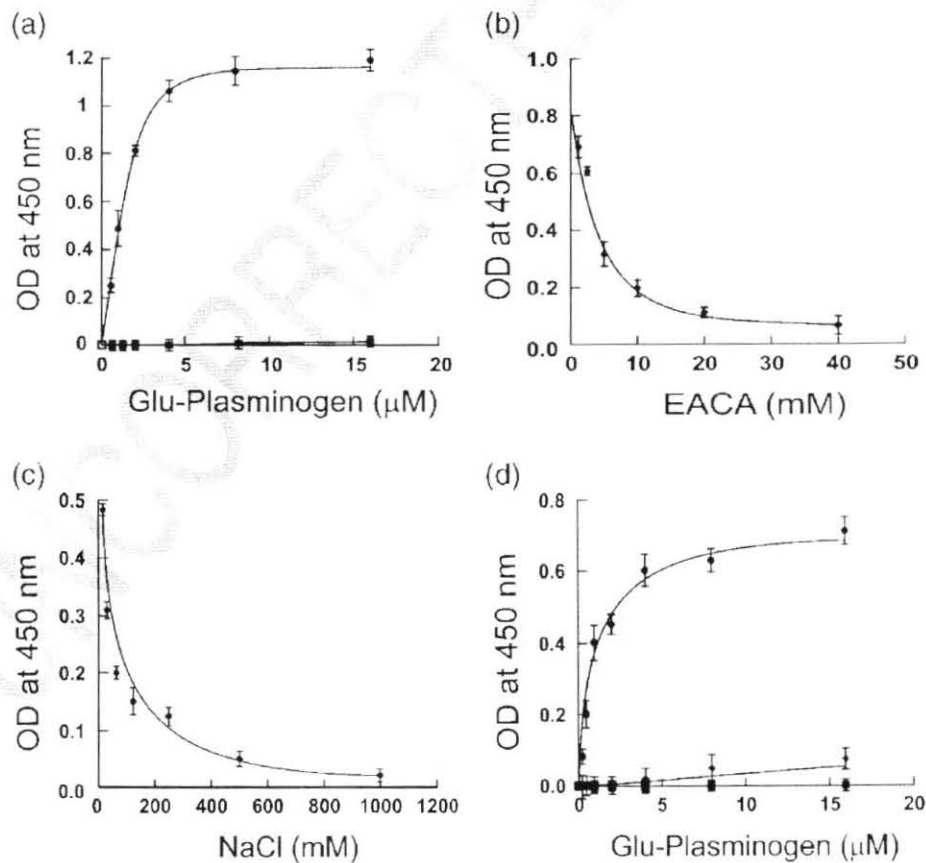 (a)
OD at 450 nm
1.2
1
0.8
0.6
0.4
0.2
0
0 5 10 15 20
Glu-Plasminogen (μM)
(b)
OD at 450 nm
1.0
0.8
0.6
0.4
0.2
0.0
0 10 20 30 40 50
EACA (mM)
(c)
OD at 450 nm
0.5
0.4
0.3
0.2
0.1
0.0
0 200 400 600 800 1000 1200
NaCl (mM)
(d)
OD at 450 nm
0.8
0.6
0.4
0.2
0.0
0 5 10 15 20
Glu-Plasminogen (μM)